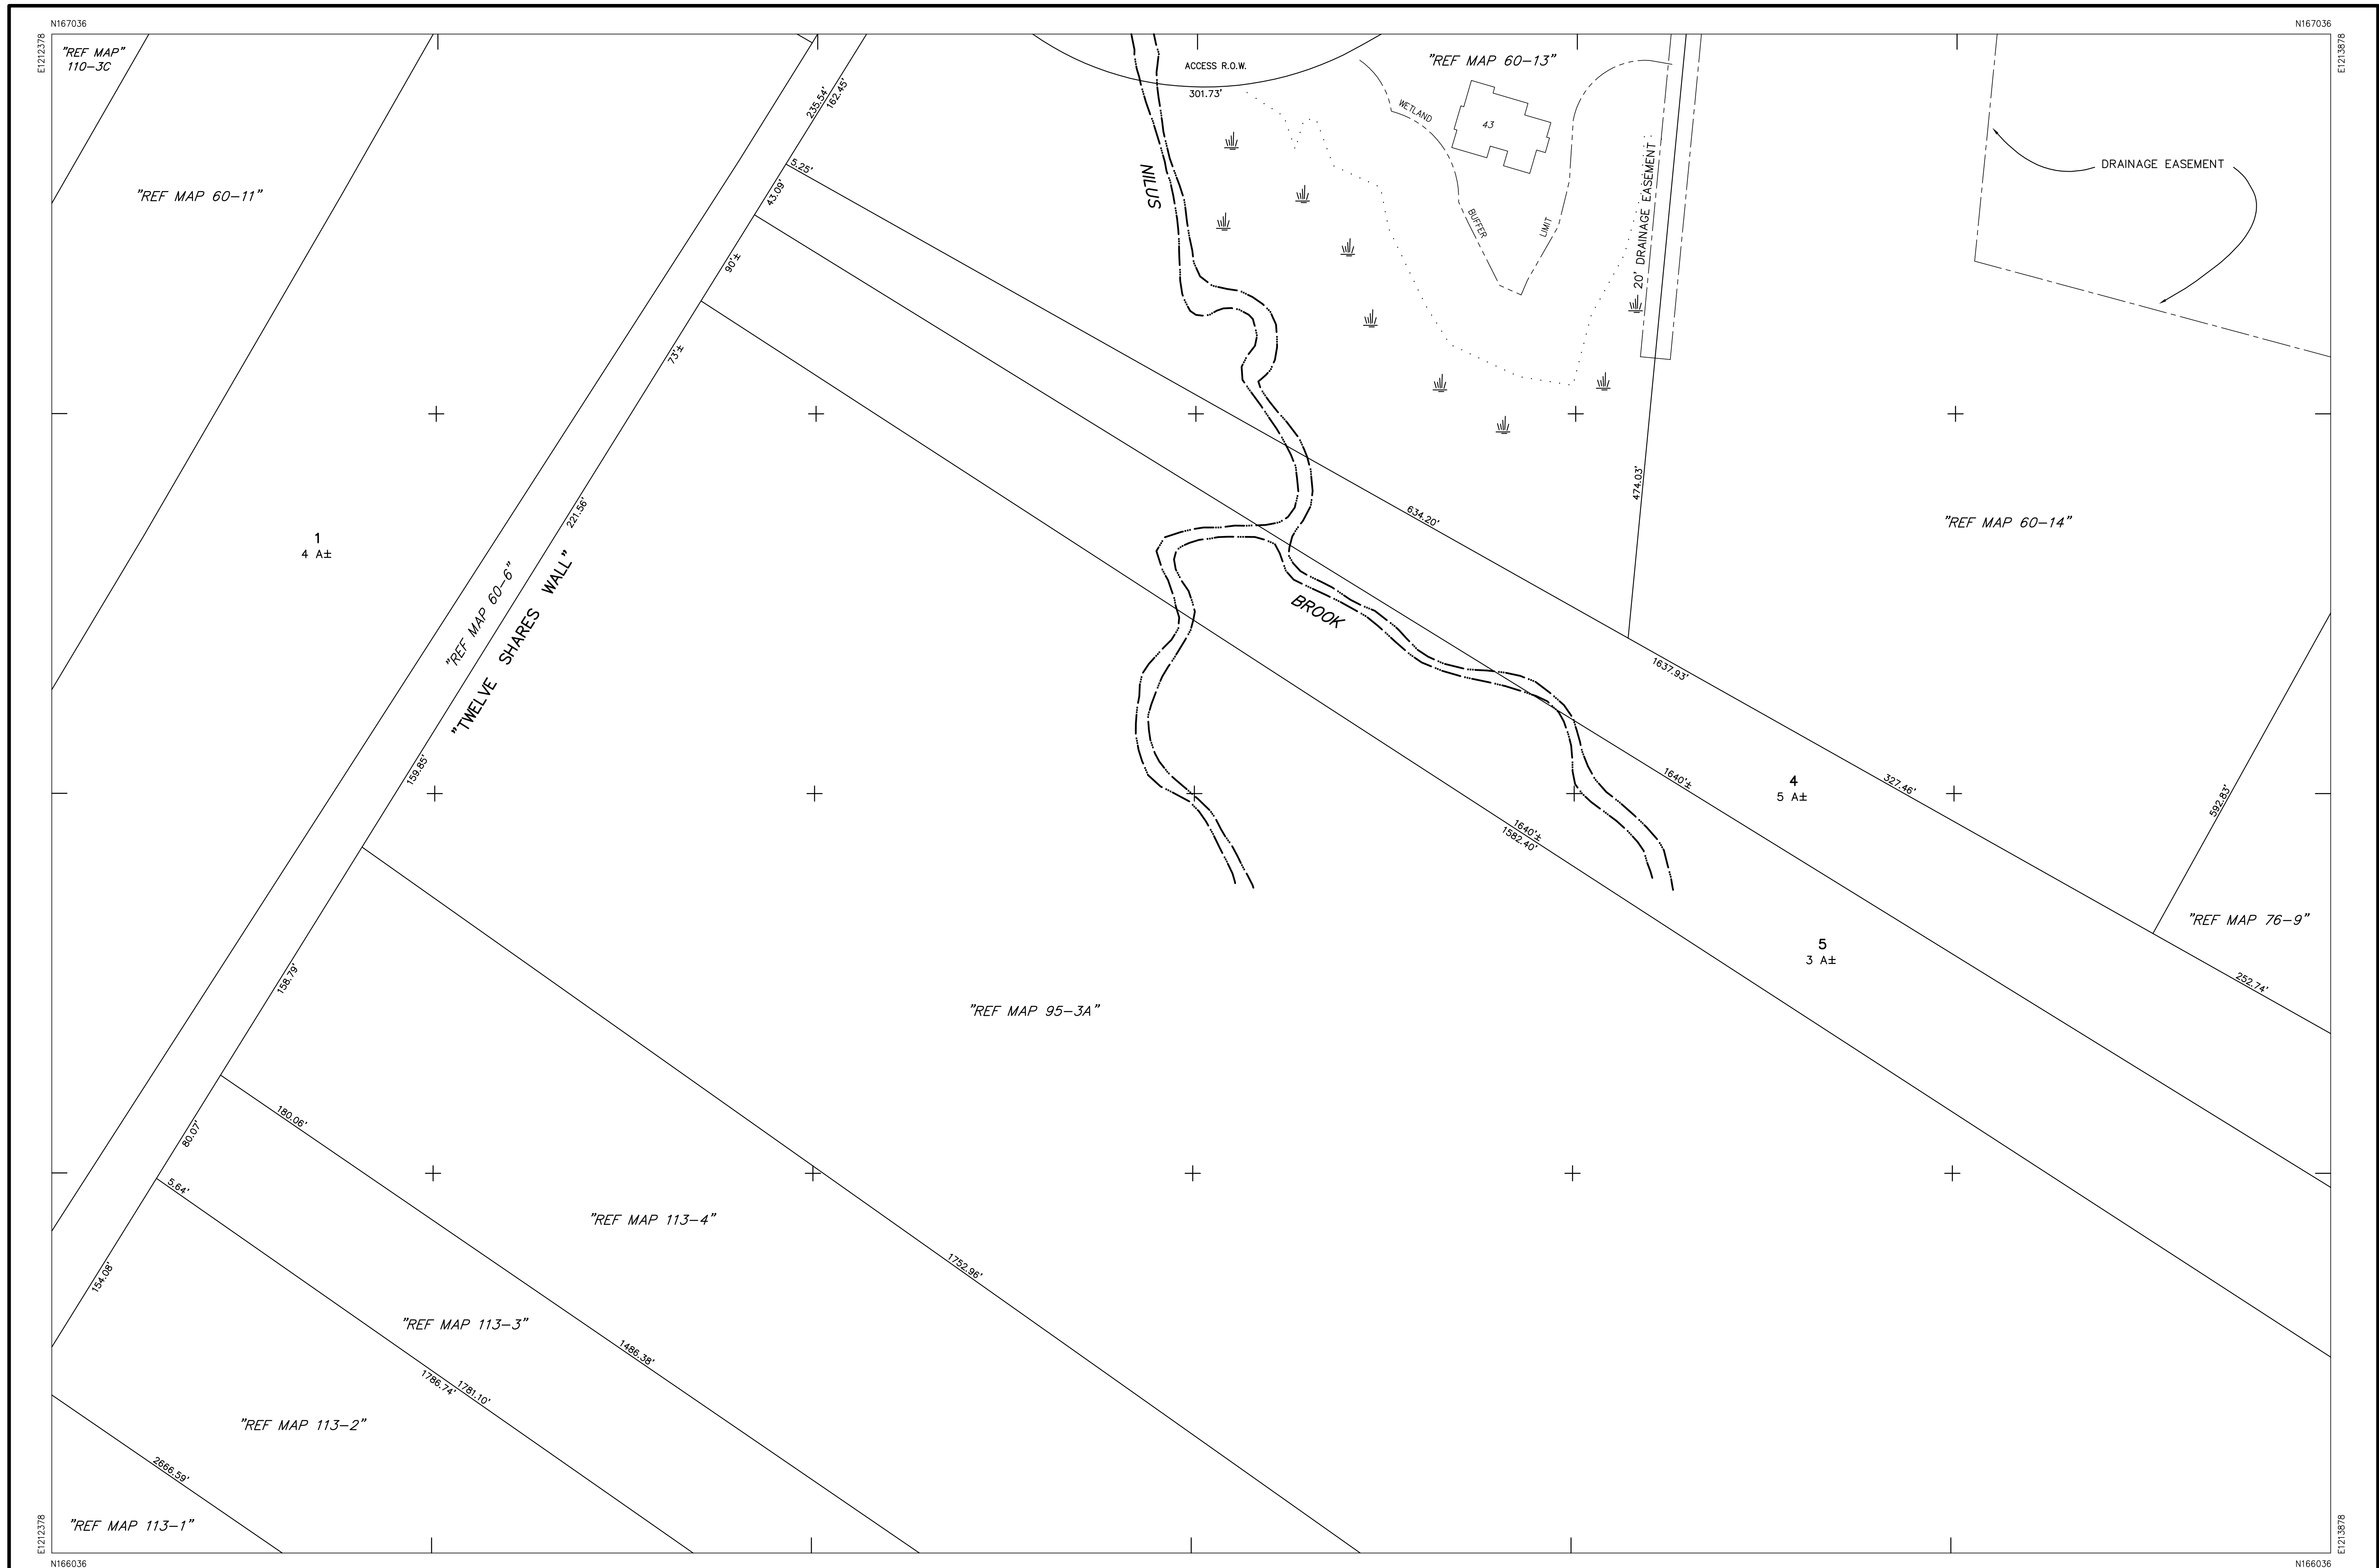 N167036
N167036
E1212378
E1213878
"REF MAP"
110-3C
ACCESS R.O.W.
301.73'
"REF MAP 60-13"
235.54'
162.45'
WETLAND
43
DRAINAGE EASEMENT
5.25'
NILUS
"REF MAP 60-11"
43.09'
20' DRAINAGE EASEMENT
BUFFER
LIMIT
90'±
73'±
474.03'
634.20'
221.56'
"REF MAP 60-14"
1
4 A±
"REF MAP 60-6"
"TWELVE SHARES WALL"
BROOK
1637.93'
159.85'
1640'±
4
5 A±
327.46'
592.83'
1640'±
1582.40'
"REF MAP 76-9"
5
3 A±
158.79'
252.74'
"REF MAP 95-3A"
180.06'
80.07'
5.64'
"REF MAP 113-4"
154.08'
1752.96'
"REF MAP 113-3"
1486.38'
1786.74'
1781.10'
"REF MAP 113-2"
2666.59'
"REF MAP 113-1"
E1212378
E1213878
N166036
N166036